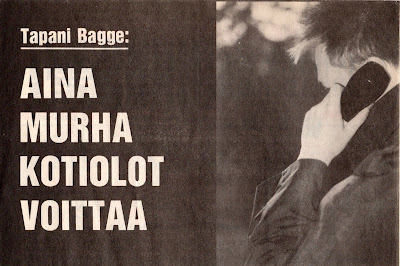 Tapani Bagge:
AINA
MURHA
KOTIOLOT
VOITTAA